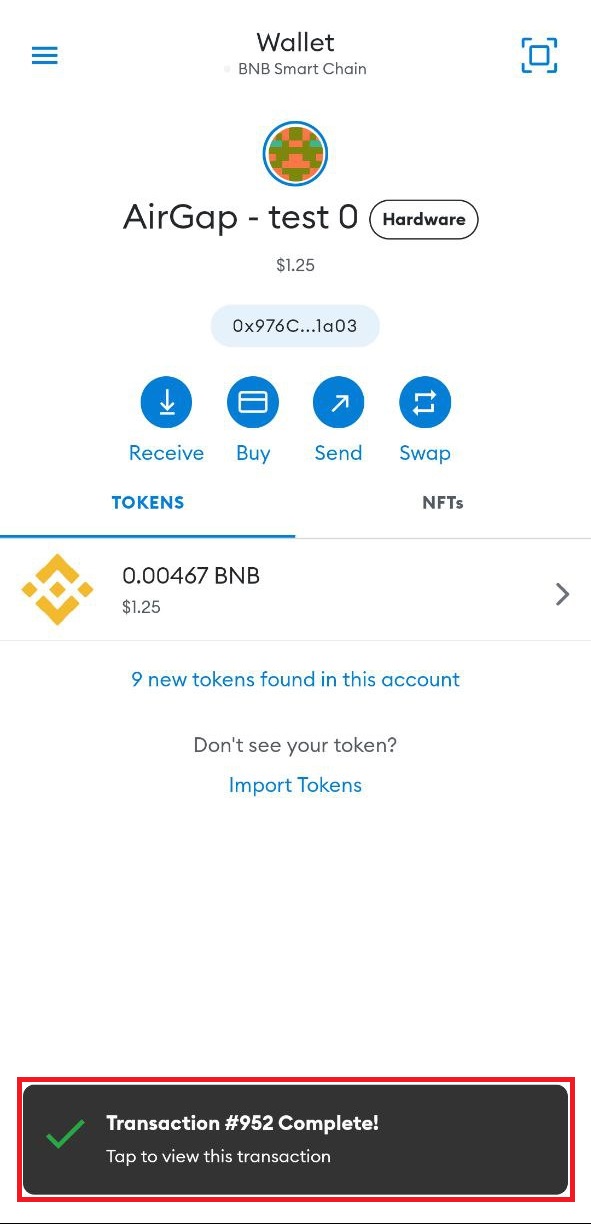 Wallet
BNB Smart Chain
AirGap - test 0 Hardware
$1.25
0x976C...1a03
Receive Buy Send Swap
TOKENS NFTs
0.00467 BNB
$1.25
9 new tokens found in this account
Don't see your token?
Import Tokens
Transaction #952 Complete!
Tap to view this transaction